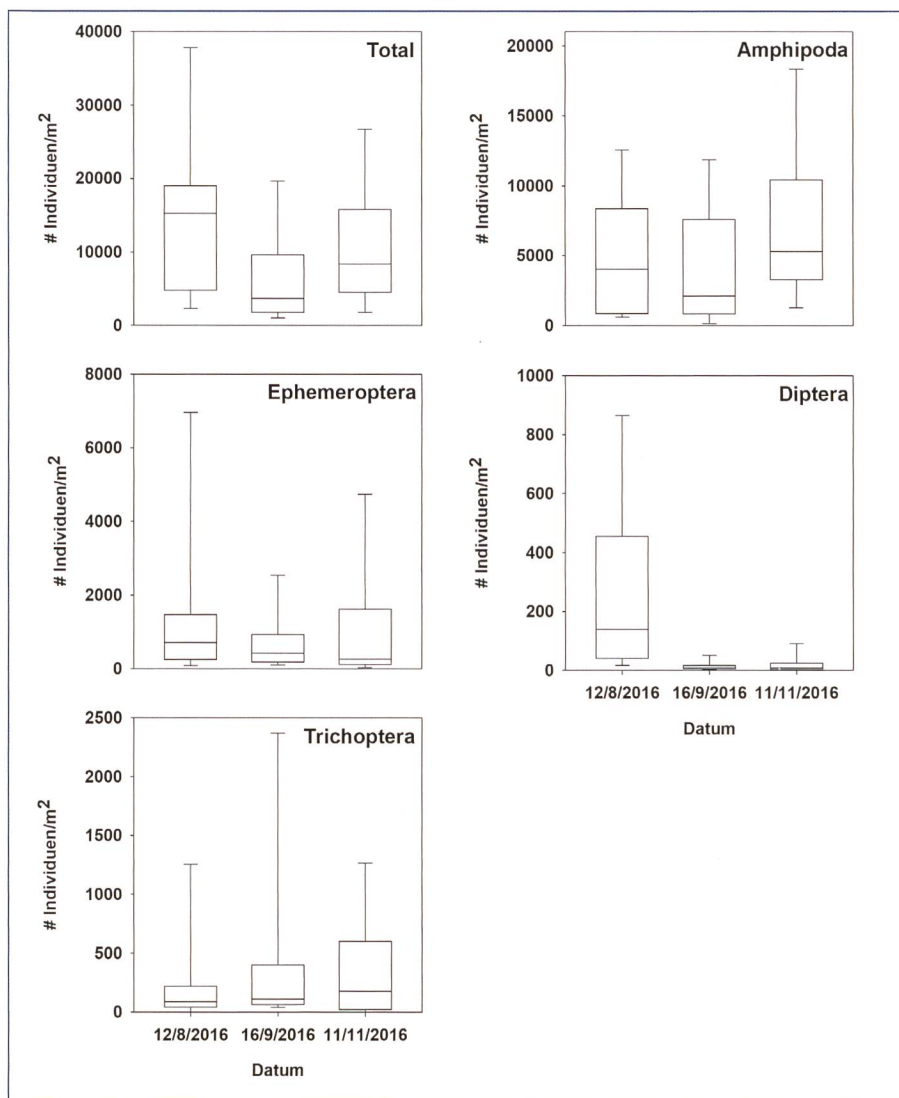 Total
40000
30000
20000
10000
0
# Individuen/m²
Amphipoda
20000
15000
10000
5000
0
# Individuen/m²
Ephemeroptera
8000
6000
4000
2000
0
# Individuen/m²
Diptera
1000
800
600
400
200
0
# Individuen/m²
12/8/2016 16/9/2016 11/11/2016
Datum
Trichoptera
2500
2000
1500
1000
500
0
# Individuen/m²
12/8/2016 16/9/2016 11/11/2016
Datum